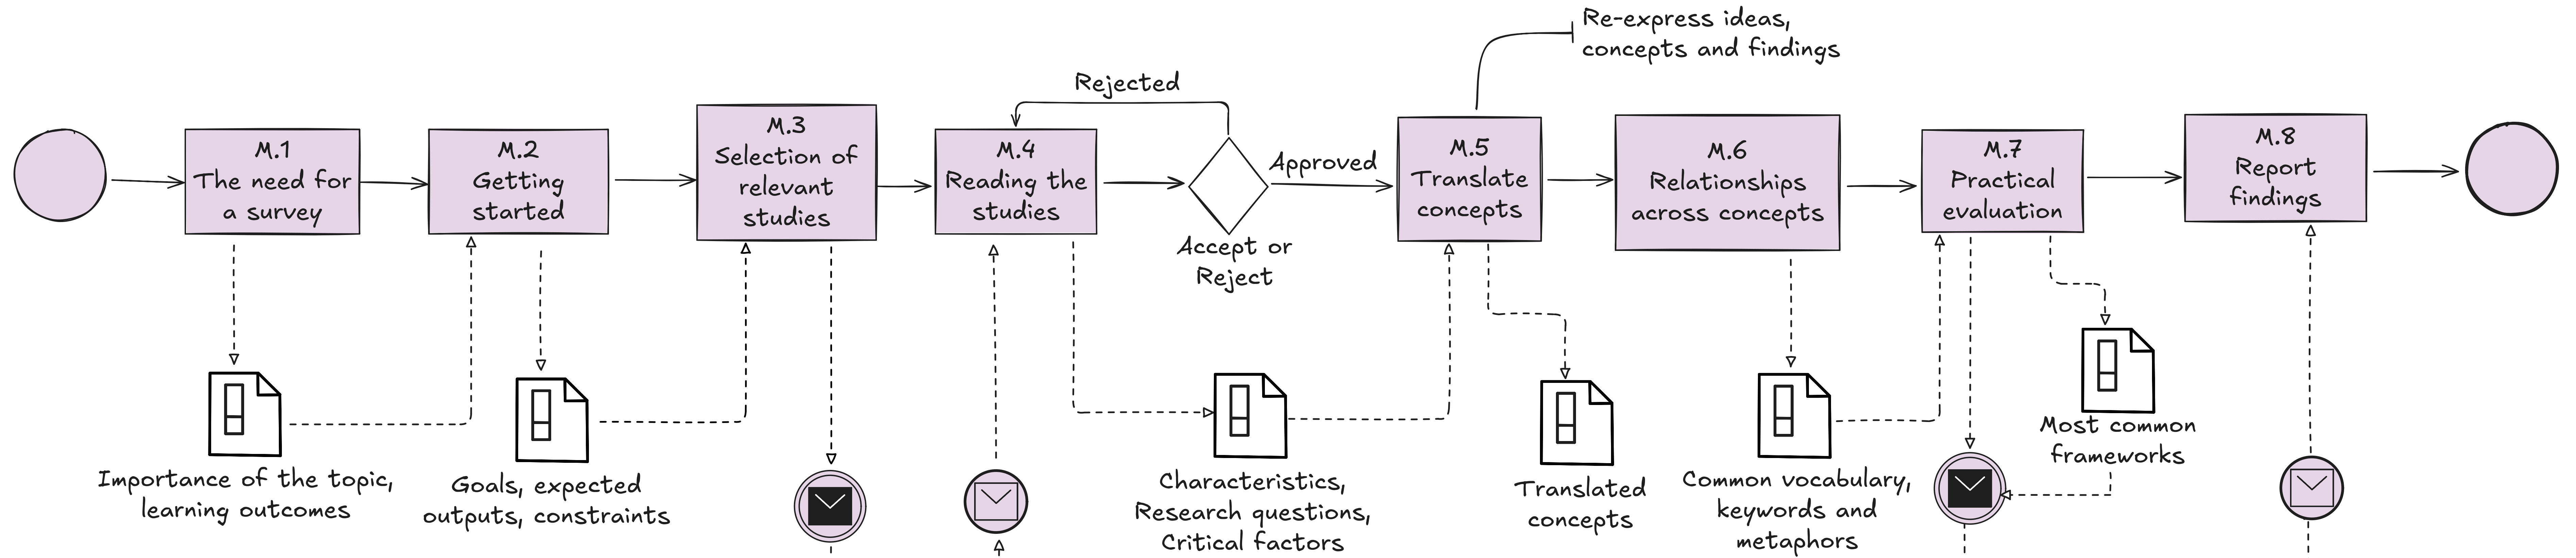 Re-express ideas,
concepts and findings
Rejected
M.1
The need for
a survey
M.2
Getting
started
M.3
Selection of
relevant
studies
M.4
Reading the
studies
Accept or
Reject
Approved
M.5
Translate
concepts
M.6
Relationships
across concepts
M.7
Practical
evaluation
M.8
Report
findings
Importance of the topic,
learning outcomes
Goals, expected
outputs, constraints
Characteristics,
Research questions,
Critical factors
Translated
concepts
Common vocabulary,
keywords and
metaphors
Most common
frameworks